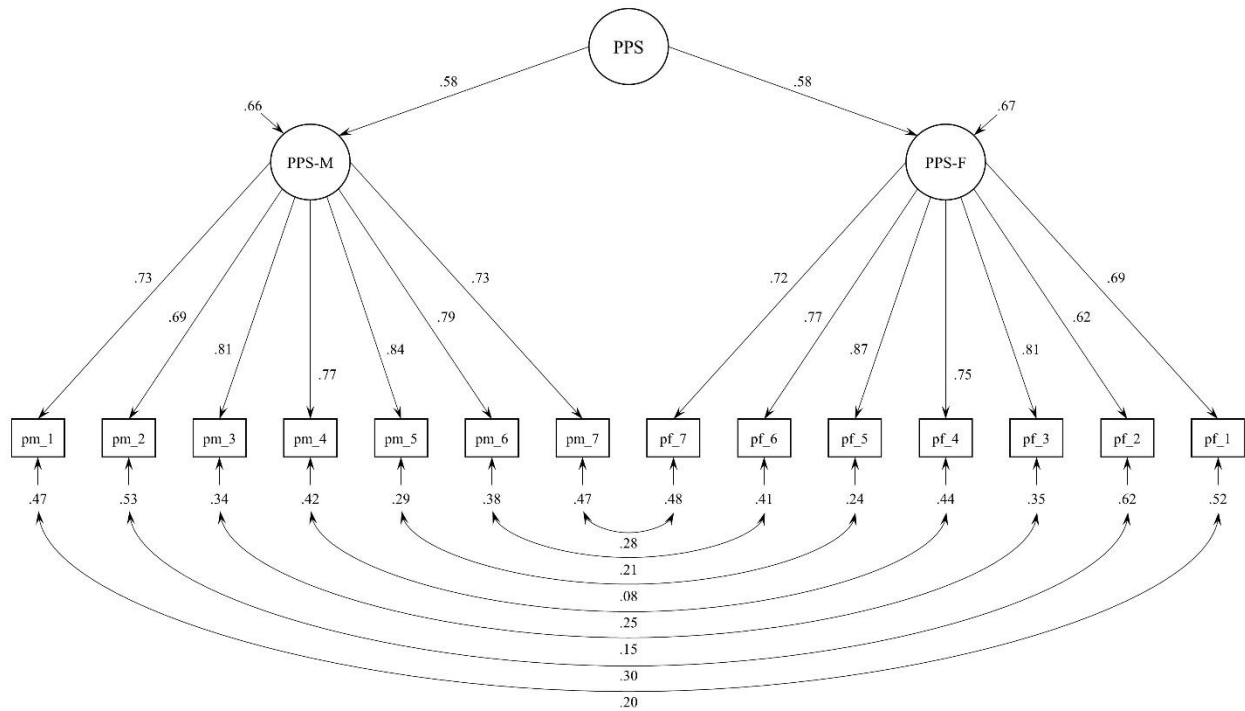 PPS
.58 .58
.66 .67
PPS-M PPS-F
.73 .69 .81 .77 .84 .79 .73 .72 .77 .87 .75 .81 .62 .69
pm_1 pm_2 pm_3 pm_4 pm_5 pm_6 pm_7 pf_7 pf_6 pf_5 pf_4 pf_3 pf_2 pf_1
.47 .53 .34 .42 .29 .38 .47 .48 .41 .24 .44 .35 .62 .52
.28
.21
.08
.25
.15
.30
.20